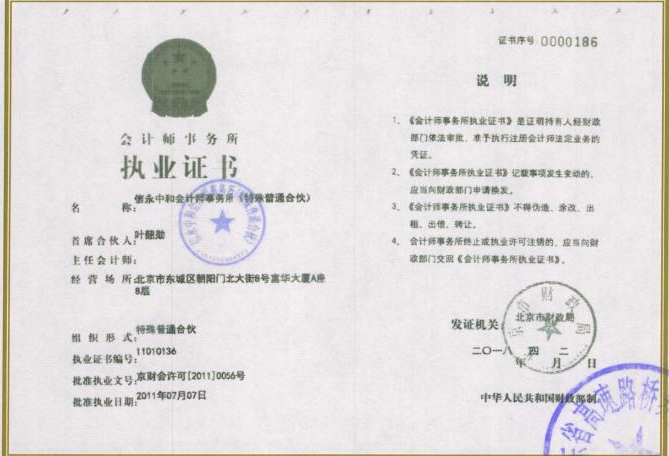 证书序号 0000186
会计师事务所
执业证书
名 称：信永中和会计师事务所（特殊普通合伙）
首席合伙人：叶韶勋
主任会计师：
经营场所：北京市东城区朝阳门北大街8号富华大厦A座
8层
组织形式：特殊普通合伙
执业证书编号：11010136
批准执业文号：京财会许可[2011]0056号
批准执业日期：2011年07月07日
说 明
1、《会计师事务所执业证书》是证明持有人经财政
部门依法审批，准予执行注册会计师法定业务的
凭证。
2、《会计师事务所执业证书》记载事项发生变动的，
应当向财政部门申请换发。
3、《会计师事务所执业证书》不得伪造、涂改、出
租、出借、转让。
4、会计师事务所终止或执业许可注销的，应当向财
政部门交回《会计师事务所执业证书》。
发证机关：北京市财政局
二〇一八年 四月 二日
中华人民共和国财政部制
京市财政局
省高速路桥